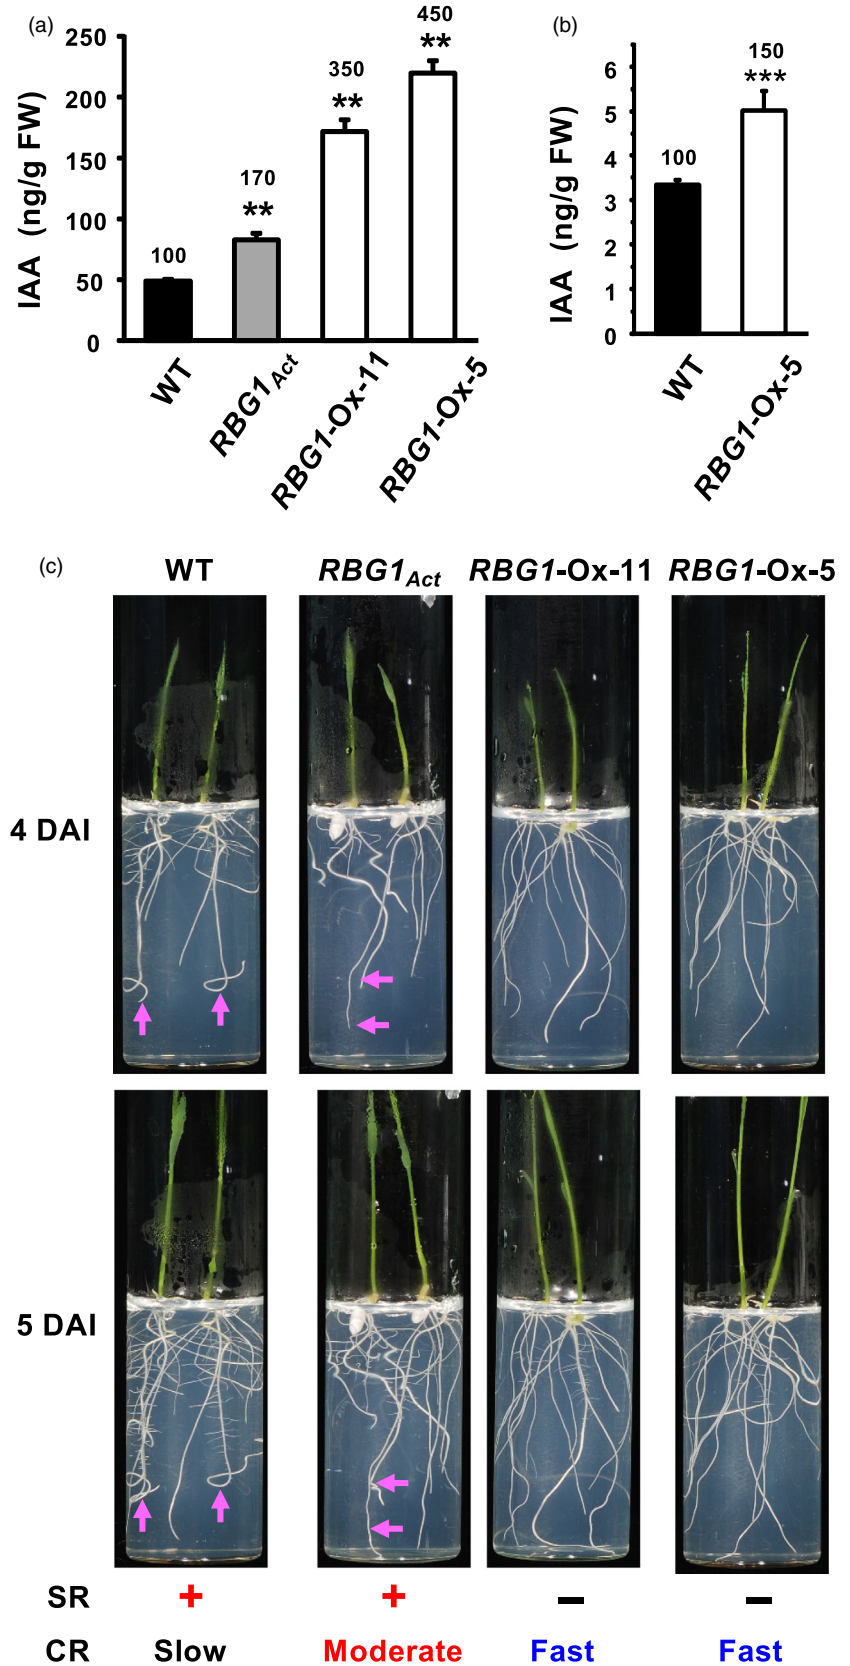 (a)
IAA (ng/g FW)
250
200
150
100
50
0
100
170
**
350
**
450
**
WT
RBG1Act
RBG1-Ox-11
RBG1-Ox-5
(b)
IAA (ng/g FW)
6
5
4
3
2
1
0
100
150
***
WT
RBG1-Ox-5
(c)
WT RBG1Act RBG1-Ox-11 RBG1-Ox-5
4 DAI
5 DAI
SR + + – –
CR Slow Moderate Fast Fast